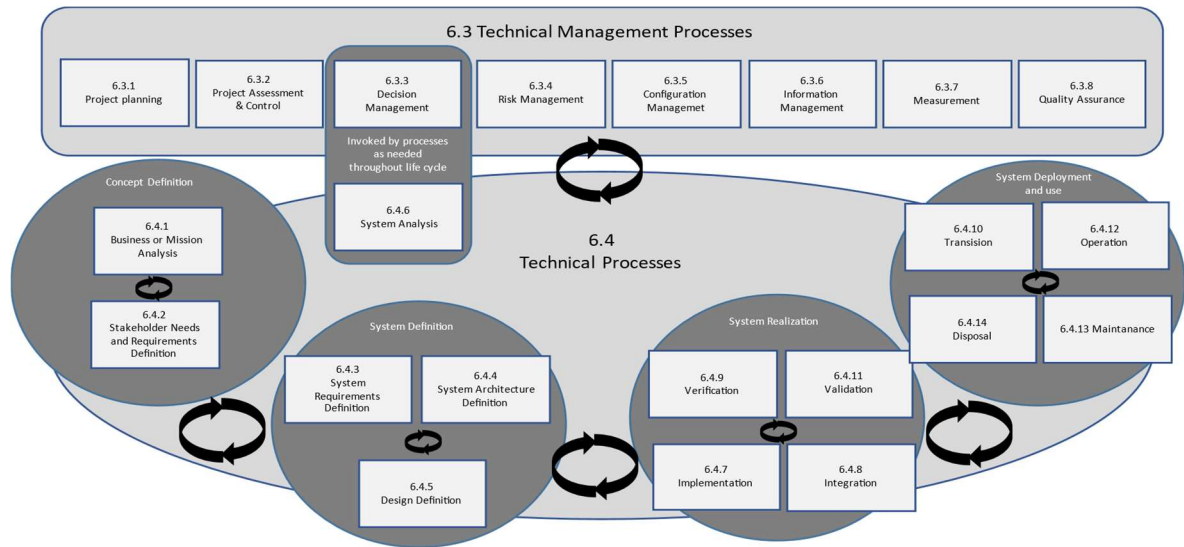 6.3 Technical Management Processes
6.3.1
Project planning
6.3.2
Project Assessment
& Control
6.3.3
Decision
Management
6.3.4
Risk Management
6.3.5
Configuration
Managemet
6.3.6
Information
Management
6.3.7
Measurement
6.3.8
Quality Assurance
Invoked by processes
as needed
throughout life cycle
6.4.6
System Analysis
6.4
Technical Processes
Concept Definition
6.4.1
Business or Mission
Analysis
6.4.2
Stakeholder Needs
and Requirements
Definition
System Definition
6.4.3
System
Requirements
Definition
6.4.4
System Architecture
Definition
6.4.5
Design Definition
System Realization
6.4.9
Verification
6.4.11
Validation
6.4.7
Implementation
6.4.8
Integration
System Deployment
and use
6.4.10
Transision
6.4.12
Operation
6.4.14
Disposal
6.4.13 Maintanance